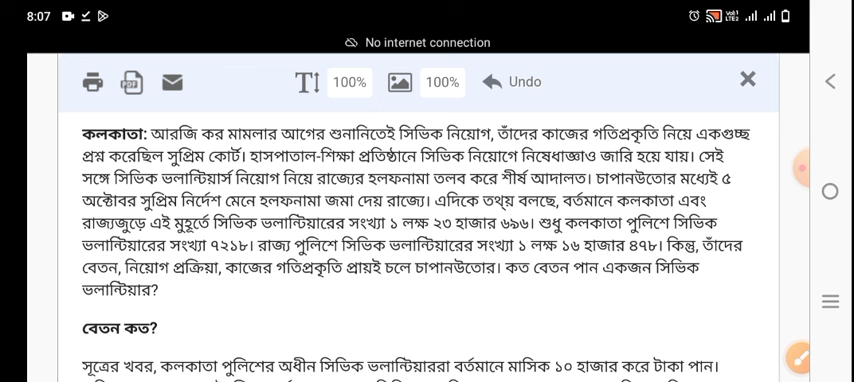 8:07
Vo1 LTE2
No internet connection
100% 100% Undo
কলকাতা: আরজি কর মামলার আগের শুনানিতেই সিভিক নিয়োগ, তাঁদের কাজের গতিপ্রকৃতি নিয়ে একগুচ্ছ
প্রশ্ন করেছিল সুপ্রিম কোর্ট। হাসপাতাল-শিক্ষা প্রতিষ্ঠানে সিভিক নিয়োগে নিষেধাজ্ঞাও জারি হয়ে যায়। সেই
সঙ্গে সিভিক ভলান্টিয়ার্স নিয়োগ নিয়ে রাজ্যের হলফনামা তলব করে শীর্ষ আদালত। চাপানউতোর মধ্যেই ৫
অক্টোবর সুপ্রিম নির্দেশ মেনে হলফনামা জমা দেয় রাজ্যে। এদিকে তথ্য় বলছে, বর্তমানে কলকাতা এবং
রাজ্যজুড়ে এই মুহূর্তে সিভিক ভলান্টিয়ারের সংখ্যা ১ লক্ষ ২৩ হাজার ৬৯৬। শুধু কলকাতা পুলিশে সিভিক
ভলান্টিয়ারের সংখ্যা ৭২১৮। রাজ্য পুলিশে সিভিক ভলান্টিয়ারের সংখ্যা ১ লক্ষ ১৬ হাজার ৪৭৮। কিন্তু, তাঁদের
বেতন, নিয়োগ প্রক্রিয়া, কাজের গতিপ্রকৃতি প্রায়ই চলে চাপানউতোর। কত বেতন পান একজন সিভিক
ভলান্টিয়ার?
বেতন কত?
সূত্রের খবর, কলকাতা পুলিশের অধীন সিভিক ভলান্টিয়াররা বর্তমানে মাসিক ১০ হাজার করে টাকা পান।